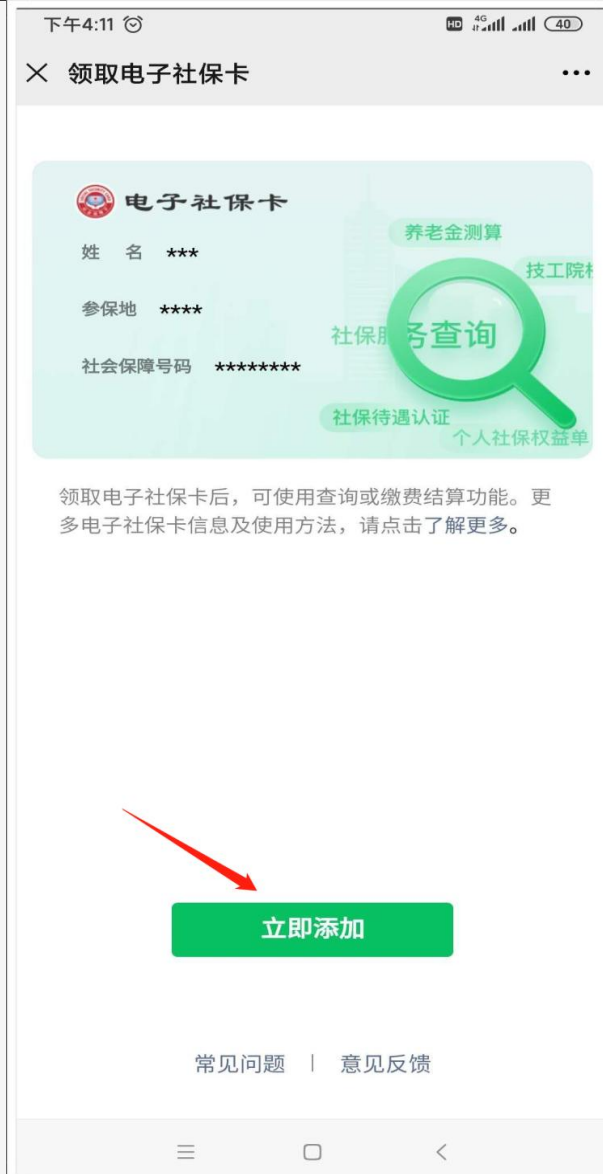 下午4:11
HD 4G 40
领取电子社保卡
电子社保卡
养老金测算
姓 名 ***
技工院
参保地 ****
社保服务查询
社会保障号码 ********
社保待遇认证
个人社保权益单
领取电子社保卡后，可使用查询或缴费结算功能。更
多电子社保卡信息及使用方法，请点击了解更多。
立即添加
常见问题 | 意见反馈